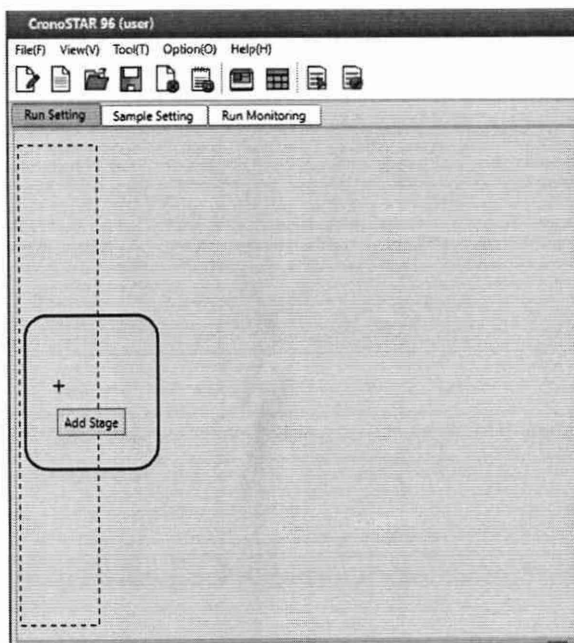 CronoSTAR 96 (user)
File(F) View(V) Tool(T) Option(O) Help(H)
Run Setting Sample Setting Run Monitoring
+
Add Stage